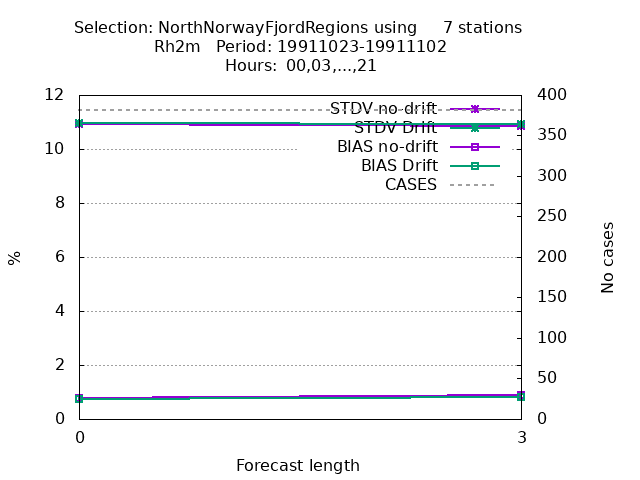 Selection: NorthNorwayFjordRegions using     7 stations
Rh2m   Period: 19911023-19911102
Hours:  00,03,...,21
12
10
8
6
4
2
0
400
350
300
250
200
150
100
50
0
STDV no-drift
STDV Drift
BIAS no-drift
BIAS Drift
CASES
%
No cases
0
3
Forecast length